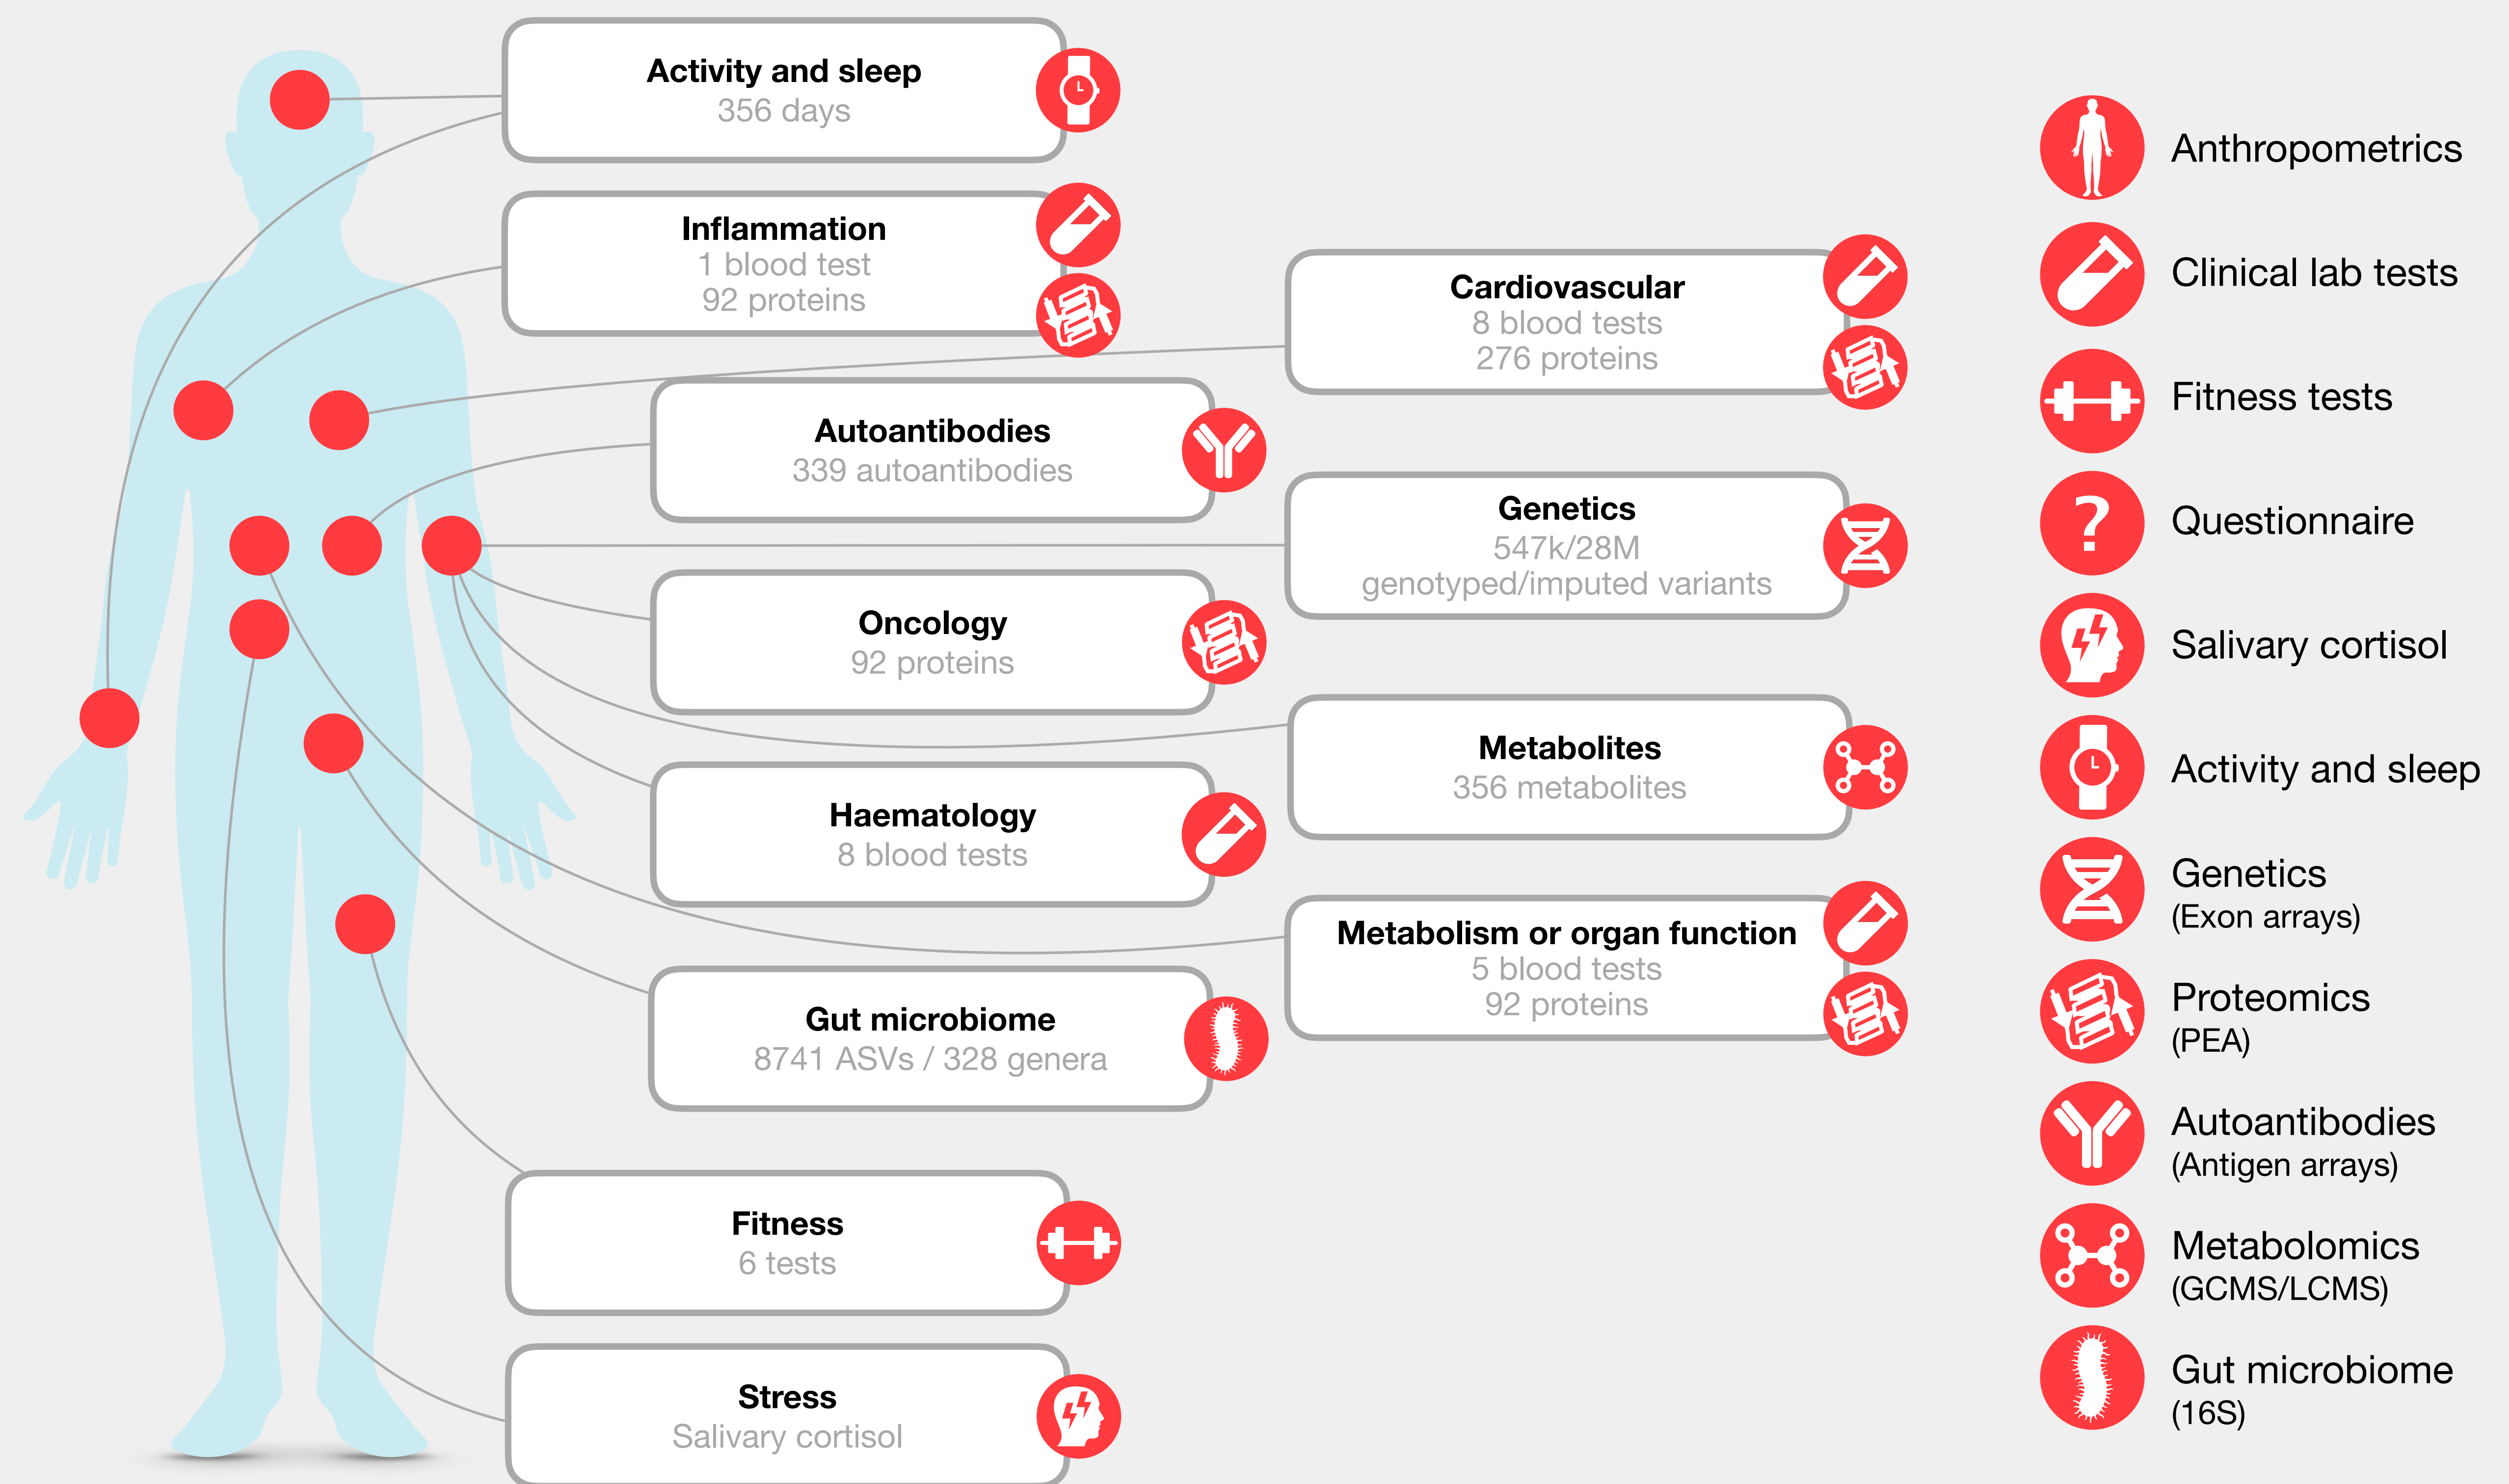 Activity and sleep
356 days
Inflammation
1 blood test
92 proteins
Cardiovascular
8 blood tests
276 proteins
Autoantibodies
339 autoantibodies
Genetics
547k/28M
genotyped/imputed variants
Oncology
92 proteins
Metabolites
356 metabolites
Haematology
8 blood tests
Metabolism or organ function
5 blood tests
92 proteins
Gut microbiome
8741 ASVs / 328 genera
Fitness
6 tests
Stress
Salivary cortisol
Anthropometrics
Clinical lab tests
Fitness tests
?
Questionnaire
Salivary cortisol
Activity and sleep
Genetics
(Exon arrays)
Proteomics
(PEA)
Autoantibodies
(Antigen arrays)
Metabolomics
(GCMS/LCMS)
Gut microbiome
(16S)